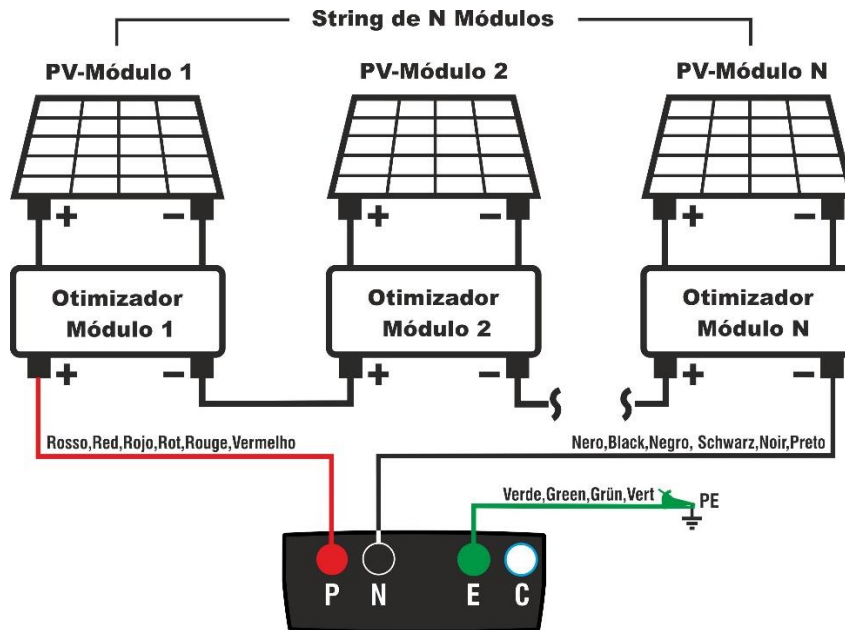 String de N Módulos
PV-Módulo 1
PV-Módulo 2
PV-Módulo N
+ −
+ −
+ −
Otimizador
Módulo 1
Otimizador
Módulo 2
Otimizador
Módulo N
+ −
+ −
+ −
Rosso,Red,Rojo,Rot,Rouge,Vermelho
Nero,Black,Negro, Schwarz,Noir,Preto
Verde,Green,Grün,Vert
PE
P N E C